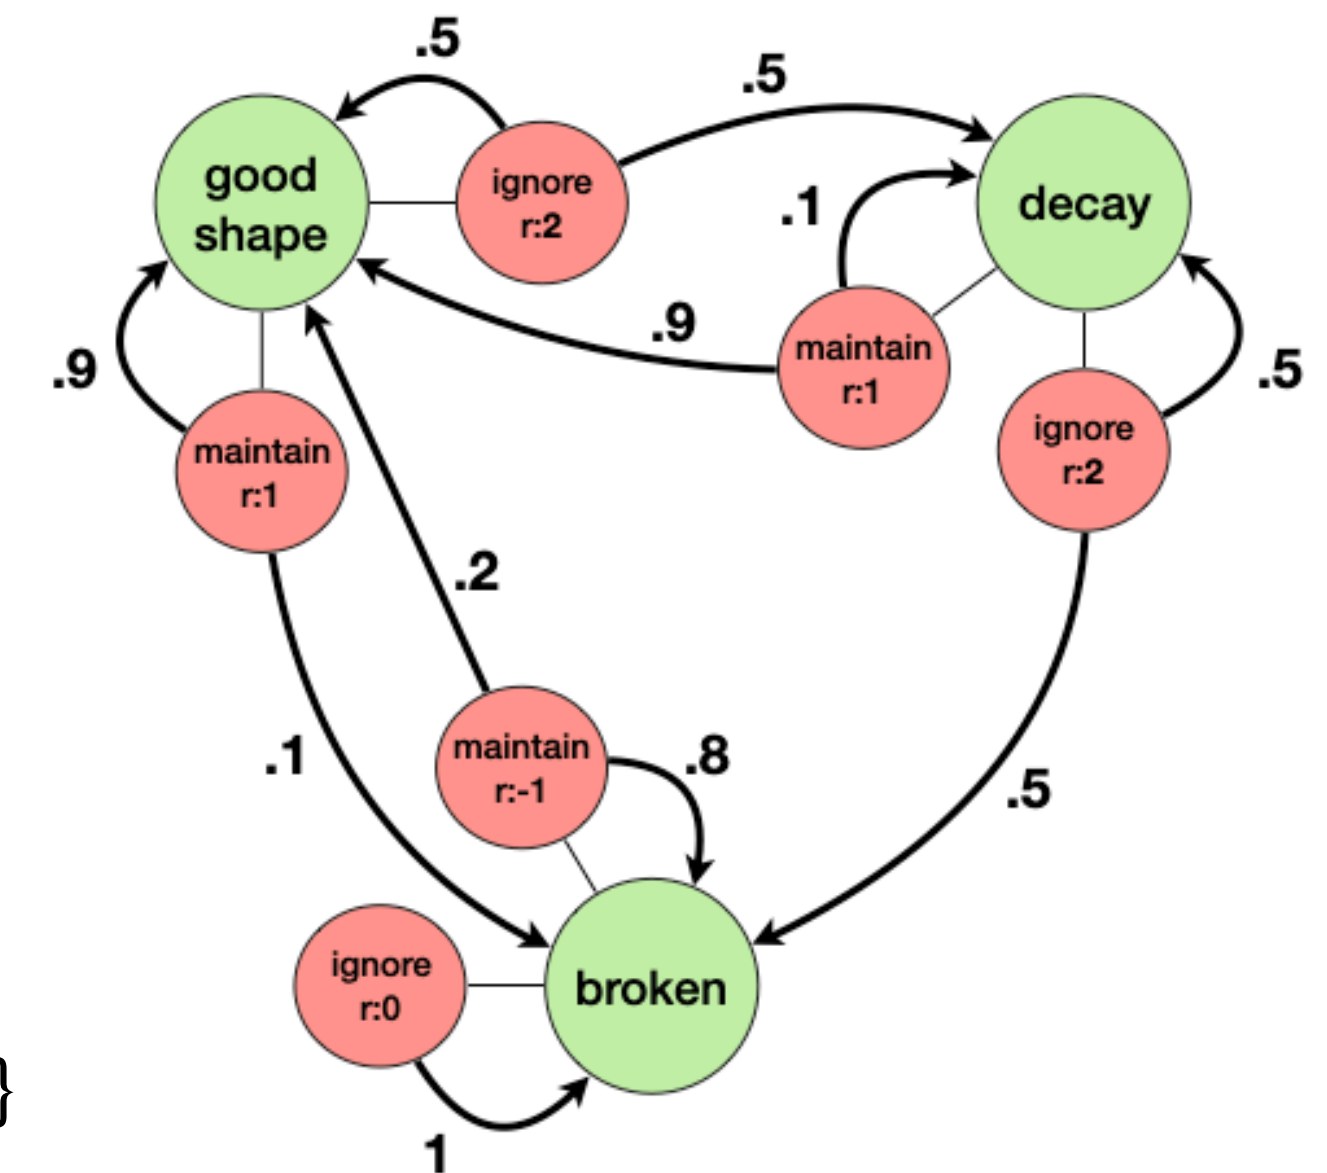 .5
.5
good
shape
ignore
r:2
decay
.1
.9
maintain
r:1
.9
maintain
r:1
ignore
r:2
.5
.2
.1
maintain
r:-1
.8
.5
ignore
r:0
broken
}
1